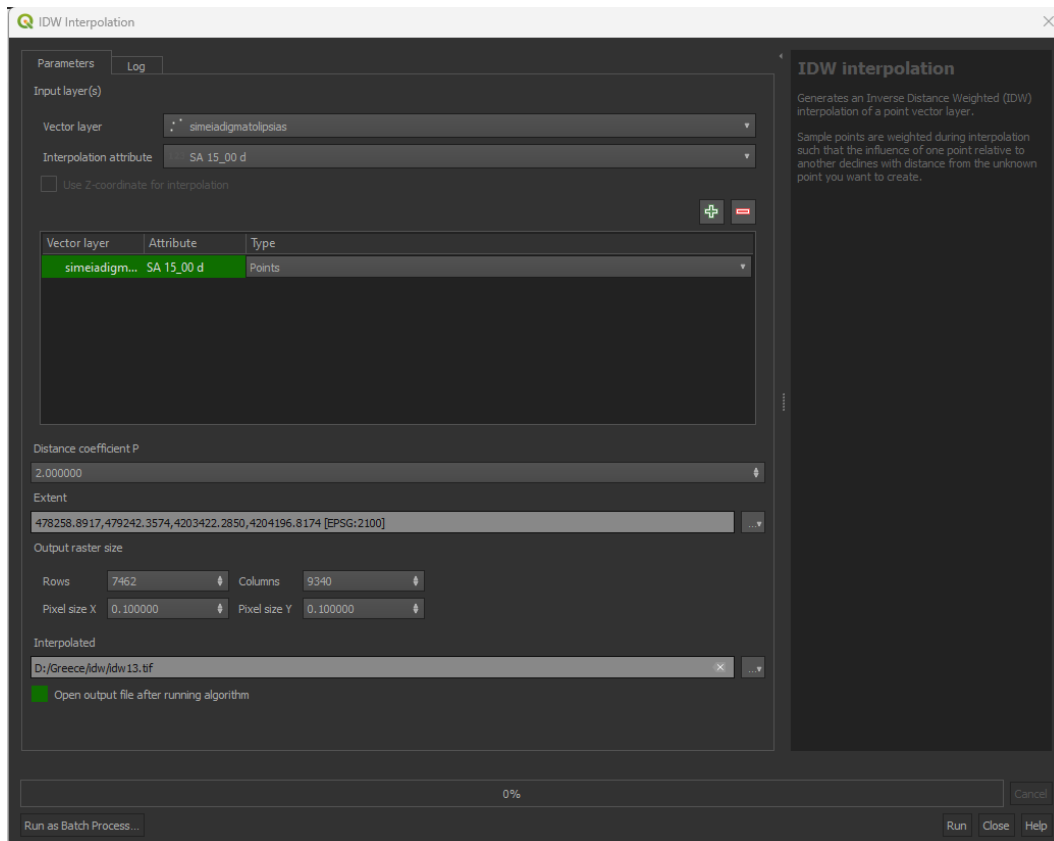 IDW Interpolation
Parameters
Log
Input layer(s)
Vector layer
simeiadigmatolipsias
Interpolation attribute
SA 15_00 d
Use Z-coordinate for interpolation
Vector layer Attribute Type
simeiadigm... SA 15_00 d Points
Distance coefficient P
2.000000
Extent
478258.8917,479242.3574,4203422.2850,4204196.8174 [EPSG:2100]
...
Output raster size
Rows 7462 Columns 9340
Pixel size X 0.100000 Pixel size Y 0.100000
Interpolated
D:/Greece/idw/idw13.tif
...
Open output file after running algorithm
IDW interpolation
Generates an Inverse Distance Weighted (IDW)
interpolation of a point vector layer.
Sample points are weighted during interpolation
such that the influence of one point relative to
another declines with distance from the unknown
point you want to create.
0%
Cancel
Run as Batch Process...
Run Close Help